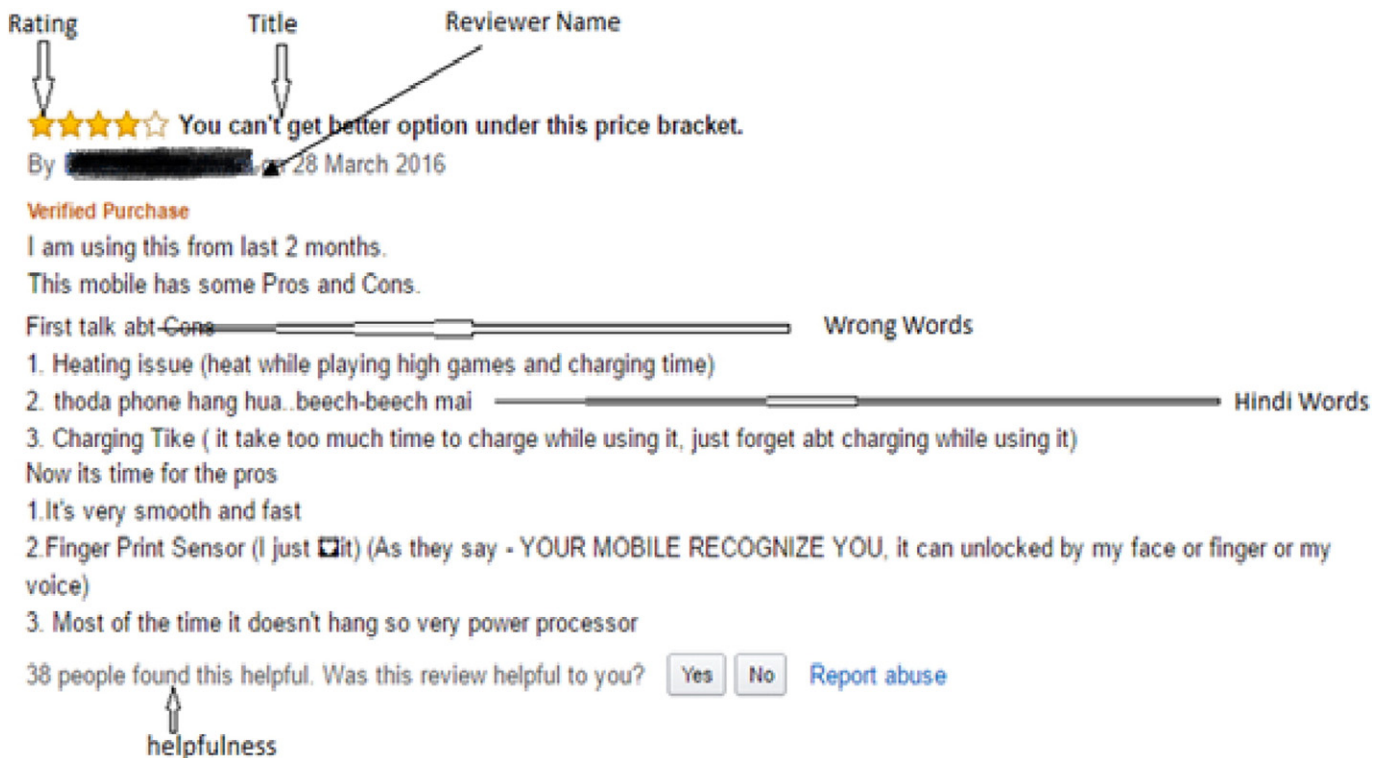 Rating Title Reviewer Name
You can't get better option under this price bracket.
By on 28 March 2016
Verified Purchase
I am using this from last 2 months.
This mobile has some Pros and Cons.
First talk abt Cons Wrong Words
1. Heating issue (heat while playing high games and charging time)
2. thoda phone hang hua..beech-beech mai Hindi Words
3. Charging Tike ( it take too much time to charge while using it, just forget abt charging while using it)
Now its time for the pros
1.It's very smooth and fast
2.Finger Print Sensor (I just it) (As they say - YOUR MOBILE RECOGNIZE YOU, it can unlocked by my face or finger or my
voice)
3. Most of the time it doesn't hang so very power processor
38 people found this helpful. Was this review helpful to you? Yes No Report abuse
helpfulness